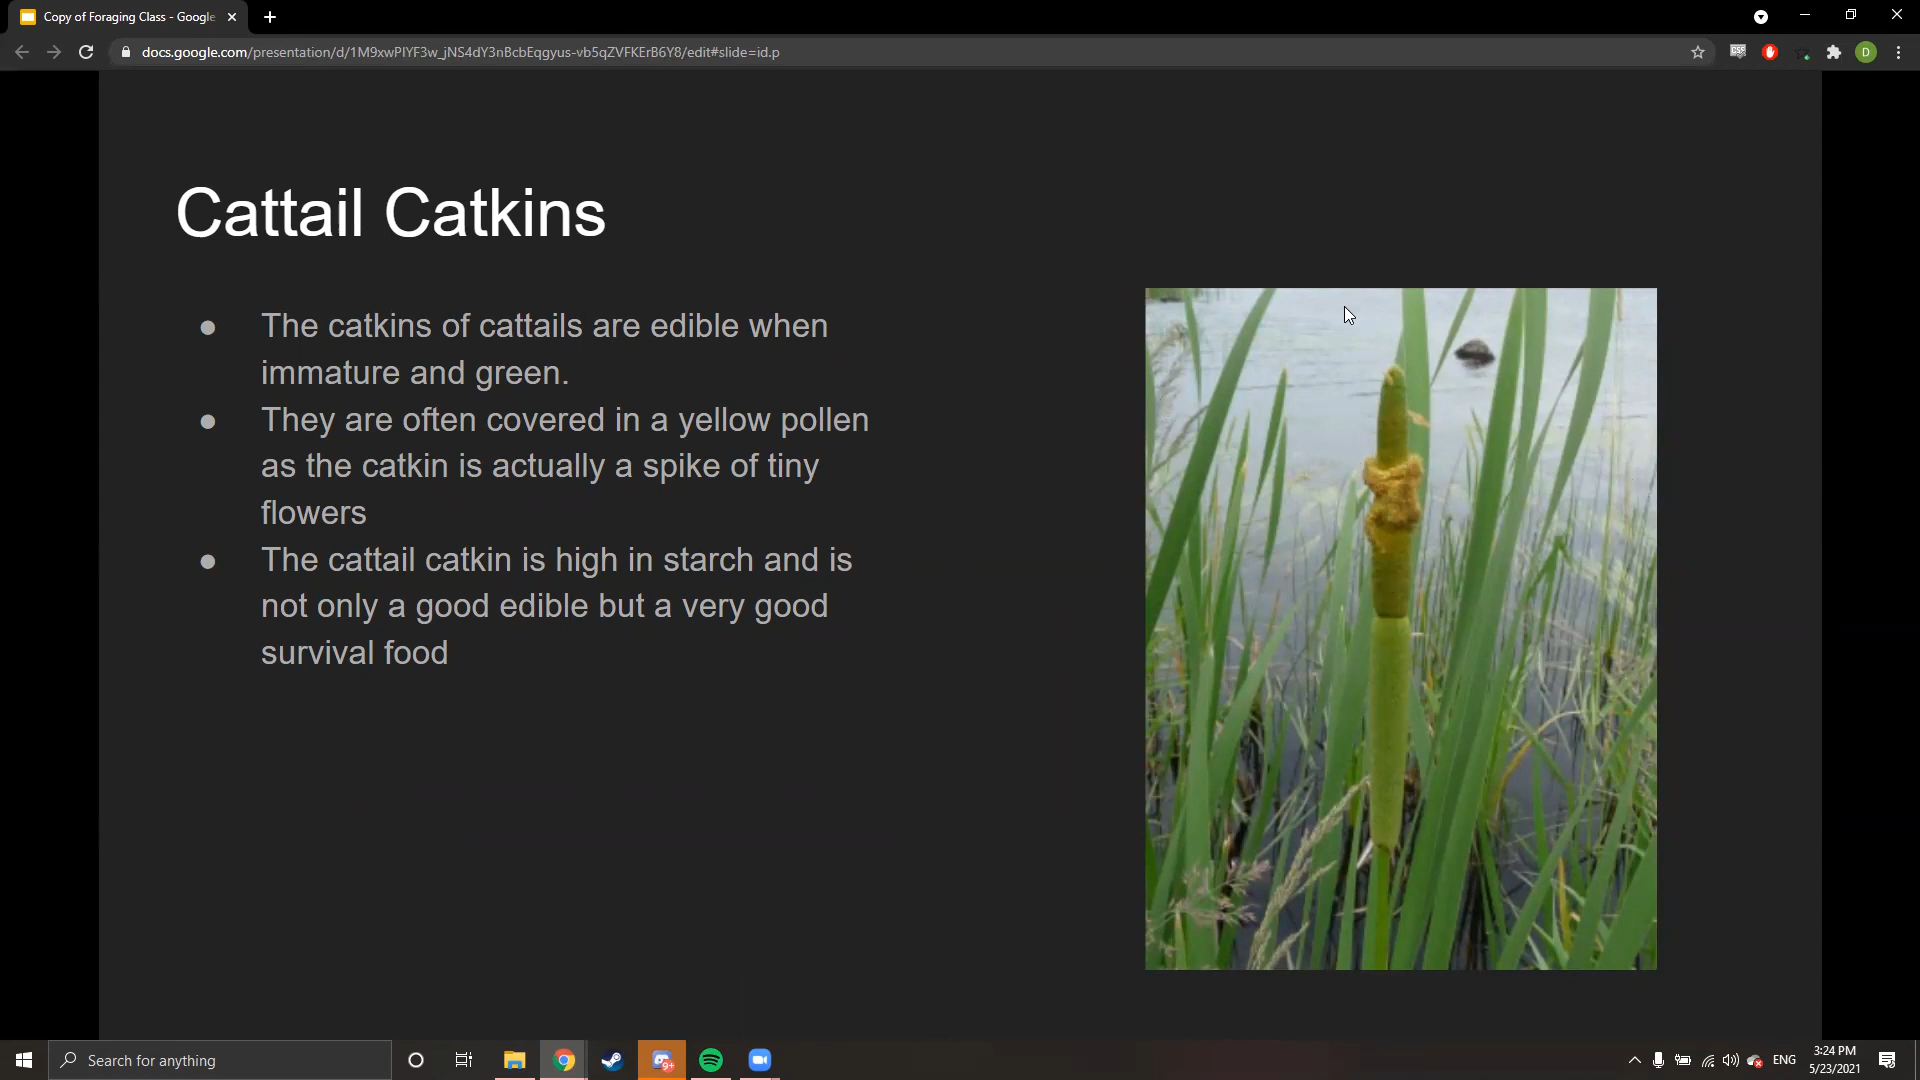 Copy of Foraging Class - Google
docs.google.com/presentation/d/1M9xwPIYF3w_jNS4dY3nBcbEqgyus-vb5qZVFKErB6Y8/edit#slide=id.p
D
Cattail Catkins
● The catkins of cattails are edible when
immature and green.
● They are often covered in a yellow pollen
as the catkin is actually a spike of tiny
flowers
● The cattail catkin is high in starch and is
not only a good edible but a very good
survival food
Search for anything
9+
ENG
3:24 PM
5/23/2021